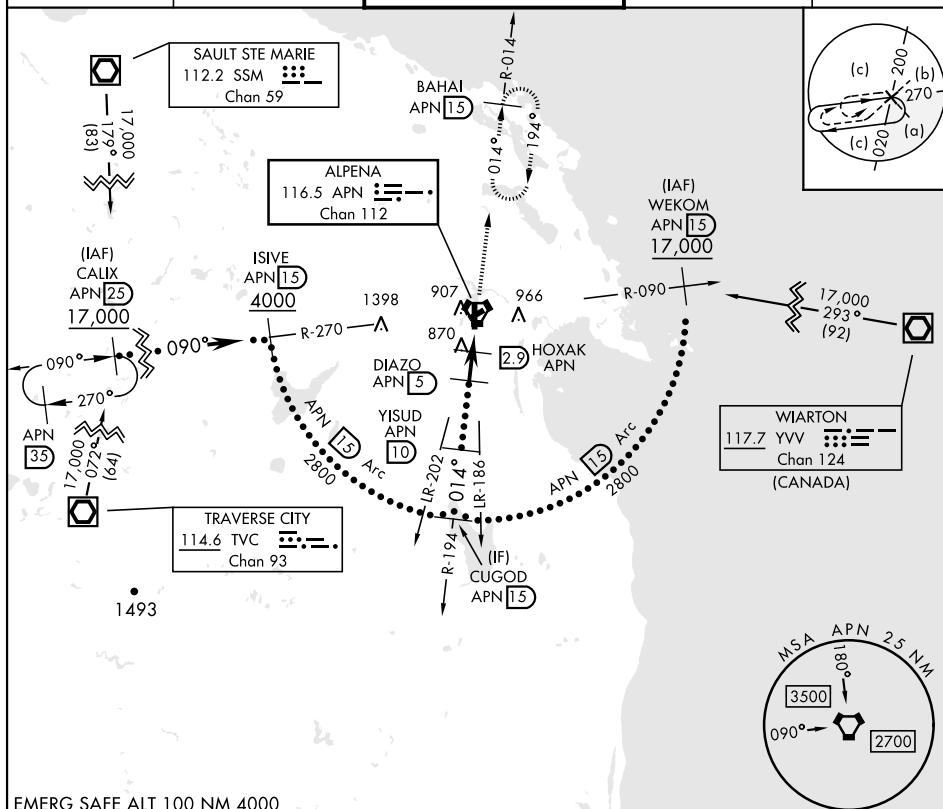 SAULT STE MARIE
112.2 SSM
Chan 59
17,000
179°
(83)
BAHAI
APN 15
R-014
014°
194°
200
(c)
(b)
270
(a)
(c)
020
ALPENA
116.5 APN
Chan 112
(IAF)
WEKOM
APN 15
17,000
(IAF)
CALIX
APN 25
17,000
ISIVE
APN 15
4000
1398
907
966
R-090
17,000
293°
(92)
R-270
870
090°
090°
270°
2.9 HOXAK
APN
DIAZO
APN 5
APN
35
17,000
072°
(64)
YISUD
APN
10
APN 15 Arc
2800
LR-202
014°
LR-186
APN 15 Arc
2800
WIARTON
117.7 YVV
Chan 124
(CANADA)
TRAVERSE CITY
114.6 TVC
Chan 93
R-194
(IF)
CUGOD
APN 15
1493
MSA APN 25 NM
180°
3500
090°
2700
EMERG SAFE ALT 100 NM 4000